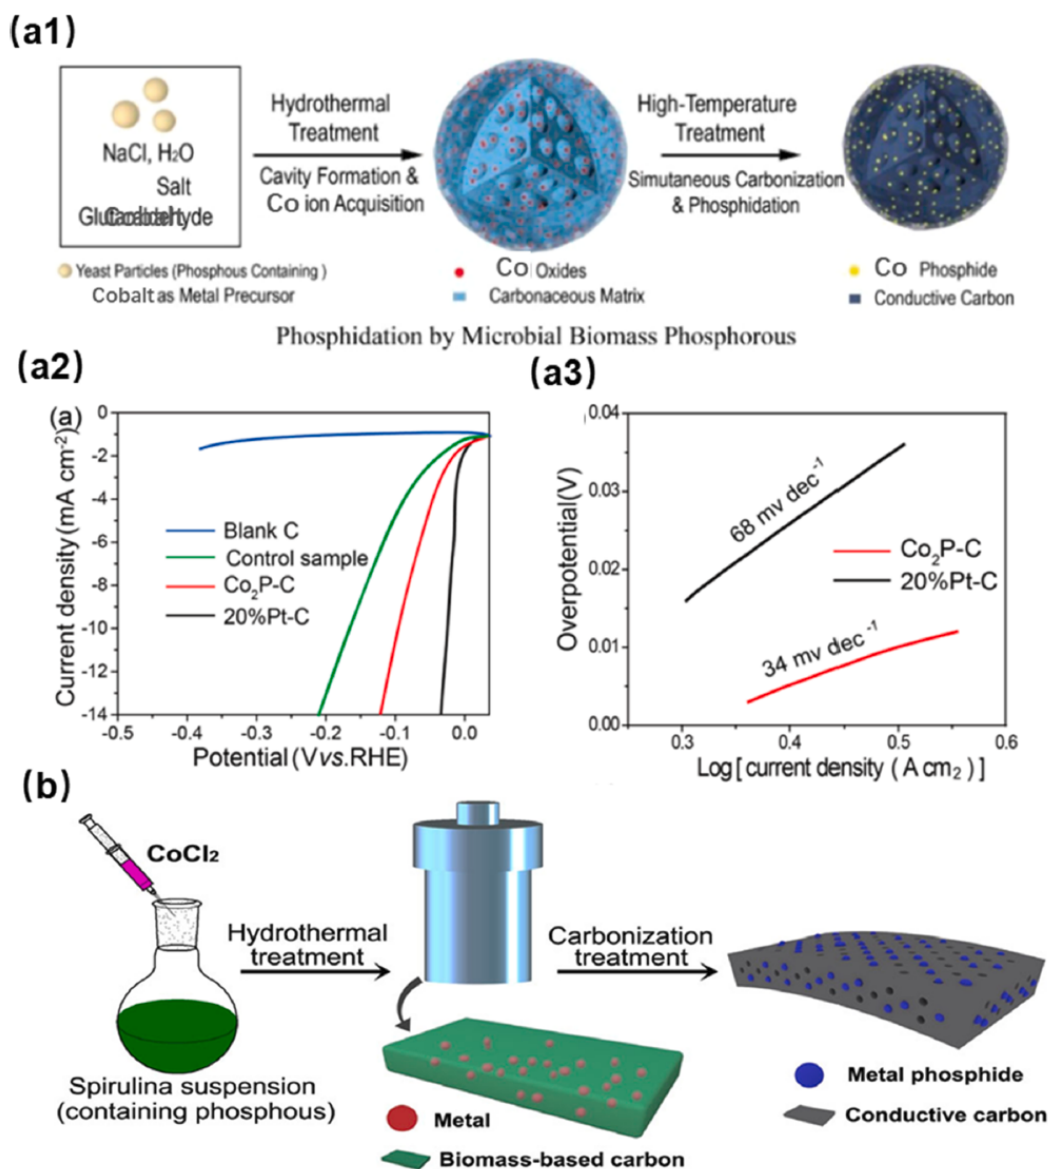 (a1)
NaCl, H₂O
Salt
Hydrothermal
Treatment
Cavity Formation &
Co ion Acquisition
High-Temperature
Treatment
Simutaneous Carbonization
& Phosphidation
Yeast Particles (Phosphous Containing )
Cobalt as Metal Precursor
Co Oxides
Carbonaceous Matrix
Co Phosphide
Conductive Carbon
Phosphidation by Microbial Biomass Phosphorous
(a2)
(a)
Current density (mA cm⁻²)
0
-2
-4
-6
-8
-10
-12
-14
Blank C
Control sample
Co₂P-C
20%Pt-C
-0.5
-0.4
-0.3
-0.2
-0.1
0.0
Potential (V vs. RHE)
(a3)
Overpotential(V)
0.04
0.03
0.02
0.01
0.00
68 mv dec⁻¹
34 mv dec⁻¹
Co₂P-C
20%Pt-C
0.3
0.4
0.5
0.6
Log [ current density ( A cm₂ ) ]
(b)
CoCl₂
Hydrothermal
treatment
Carbonization
treatment
Spirulina suspension
(containing phosphous)
Metal
Biomass-based carbon
Metal phosphide
Conductive carbon